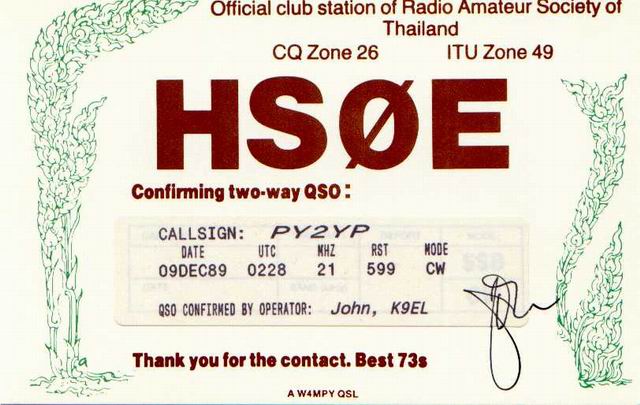 Official club station of Radio Amateur Society of
Thailand
CQ Zone 26 ITU Zone 49
HSØE
Confirming two-way QSO:
CALLSIGN: PY2YP
DATE UTC MHZ RST MODE
09DEC89 0228 21 599 CW
QSO CONFIRMED BY OPERATOR: John, K9EL
Thank you for the contact. Best 73s
A W4MPY QSL